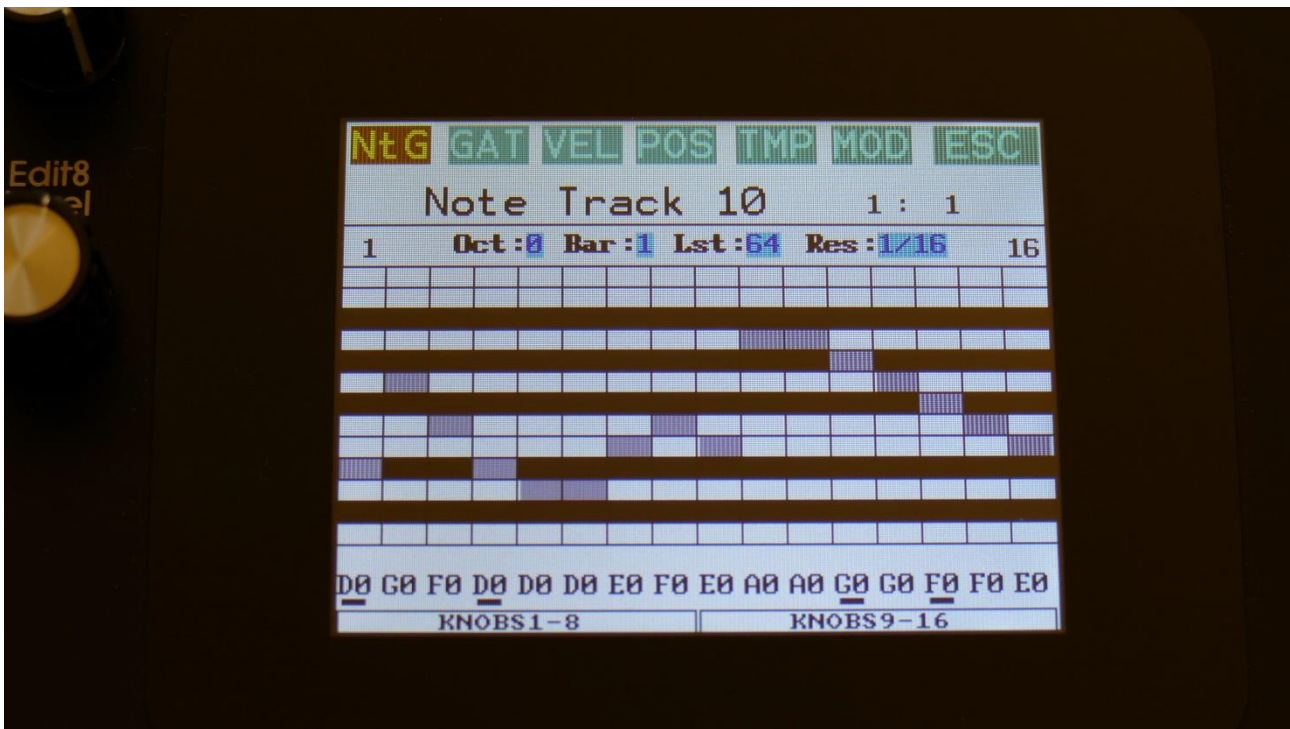 NtG GAT VEL POS TMP MOD ESC
Edit8
Note Track 10 1: 1
1 Oct:0 Bar:1 Lst:64 Res:1/16 16
D0 G0 F0 D0 D0 D0 E0 F0 E0 A0 A0 G0 G0 F0 F0 E0
KNOBS1-8 KNOBS9-16